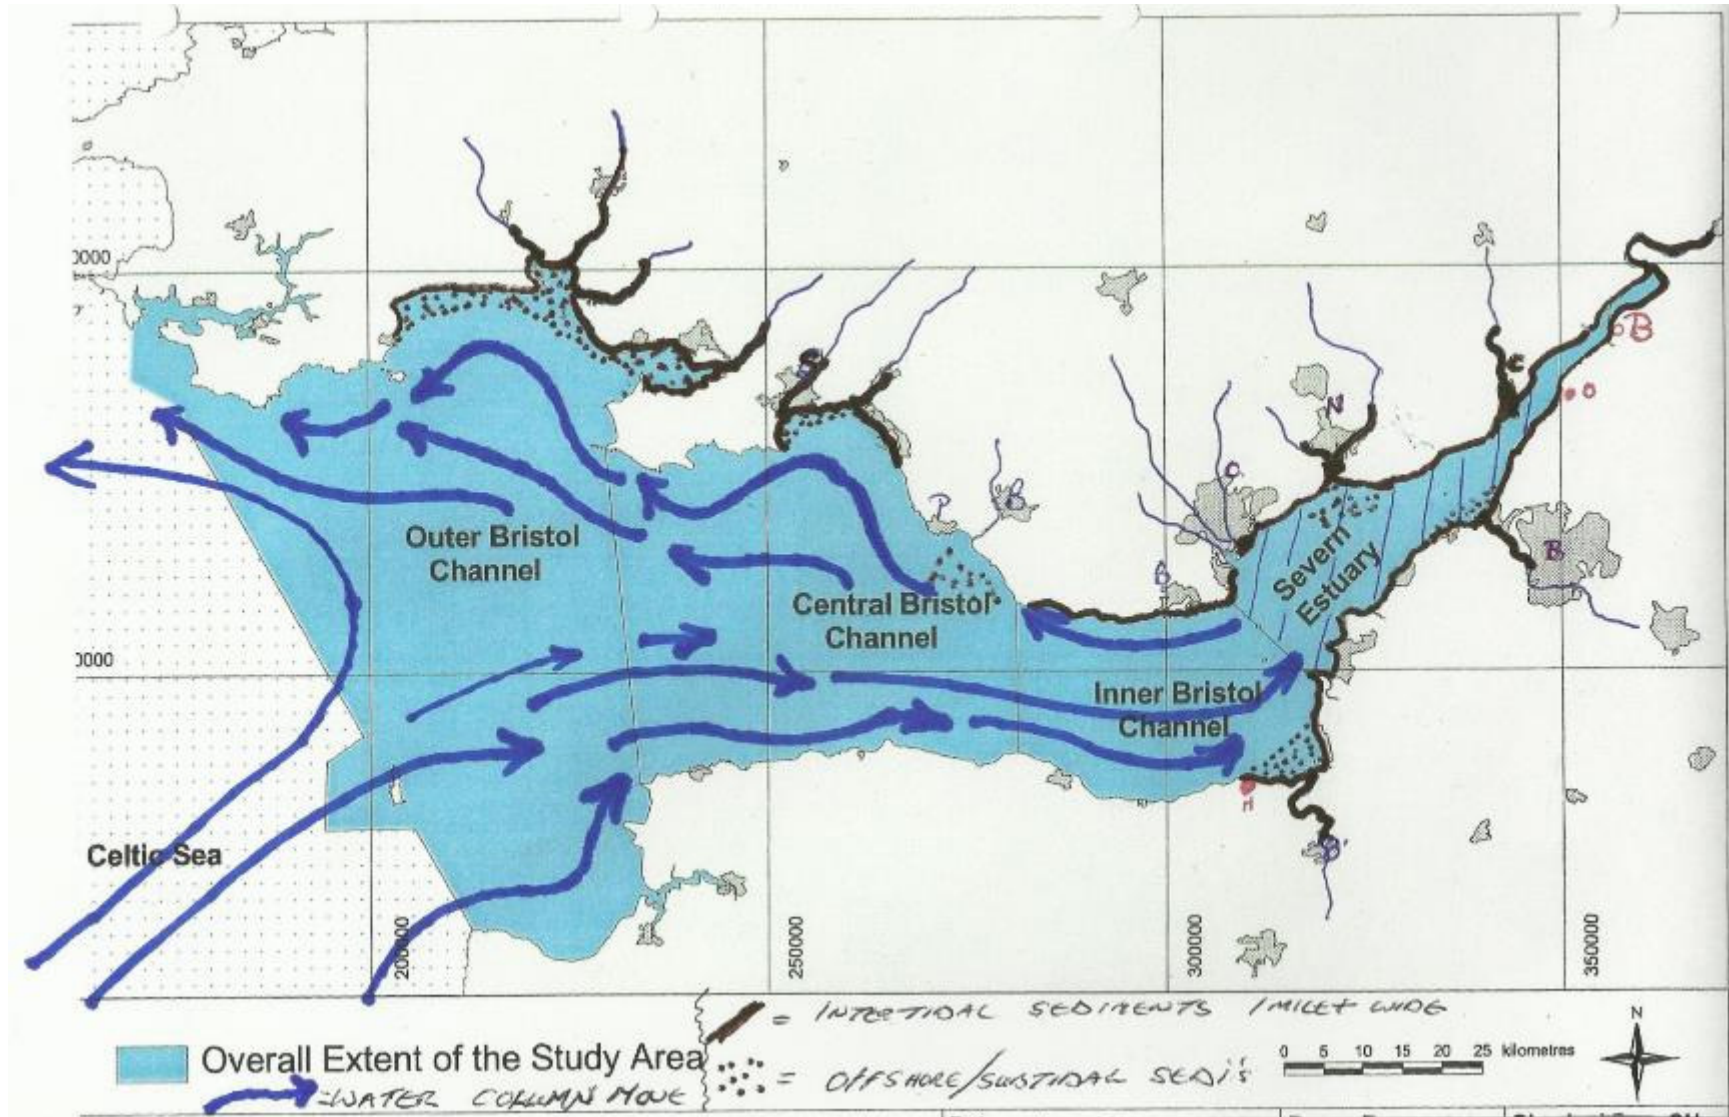 0000
B
O
S
N
C
Outer Bristol
Channel
P
B
B
B
Severn
Estuary
Central Bristol
Channel
0000
Inner Bristol
Channel
H
B'
Celtic Sea
200000
250000
300000
350000
= INTERTIDAL SEDIMENTS 1 MILE+ WIDE
N
Overall Extent of the Study Area
0 5 10 15 20 25 kilometres
= OFFSHORE/SUBTIDAL SEDI'S
=WATER COLUMN MOVE